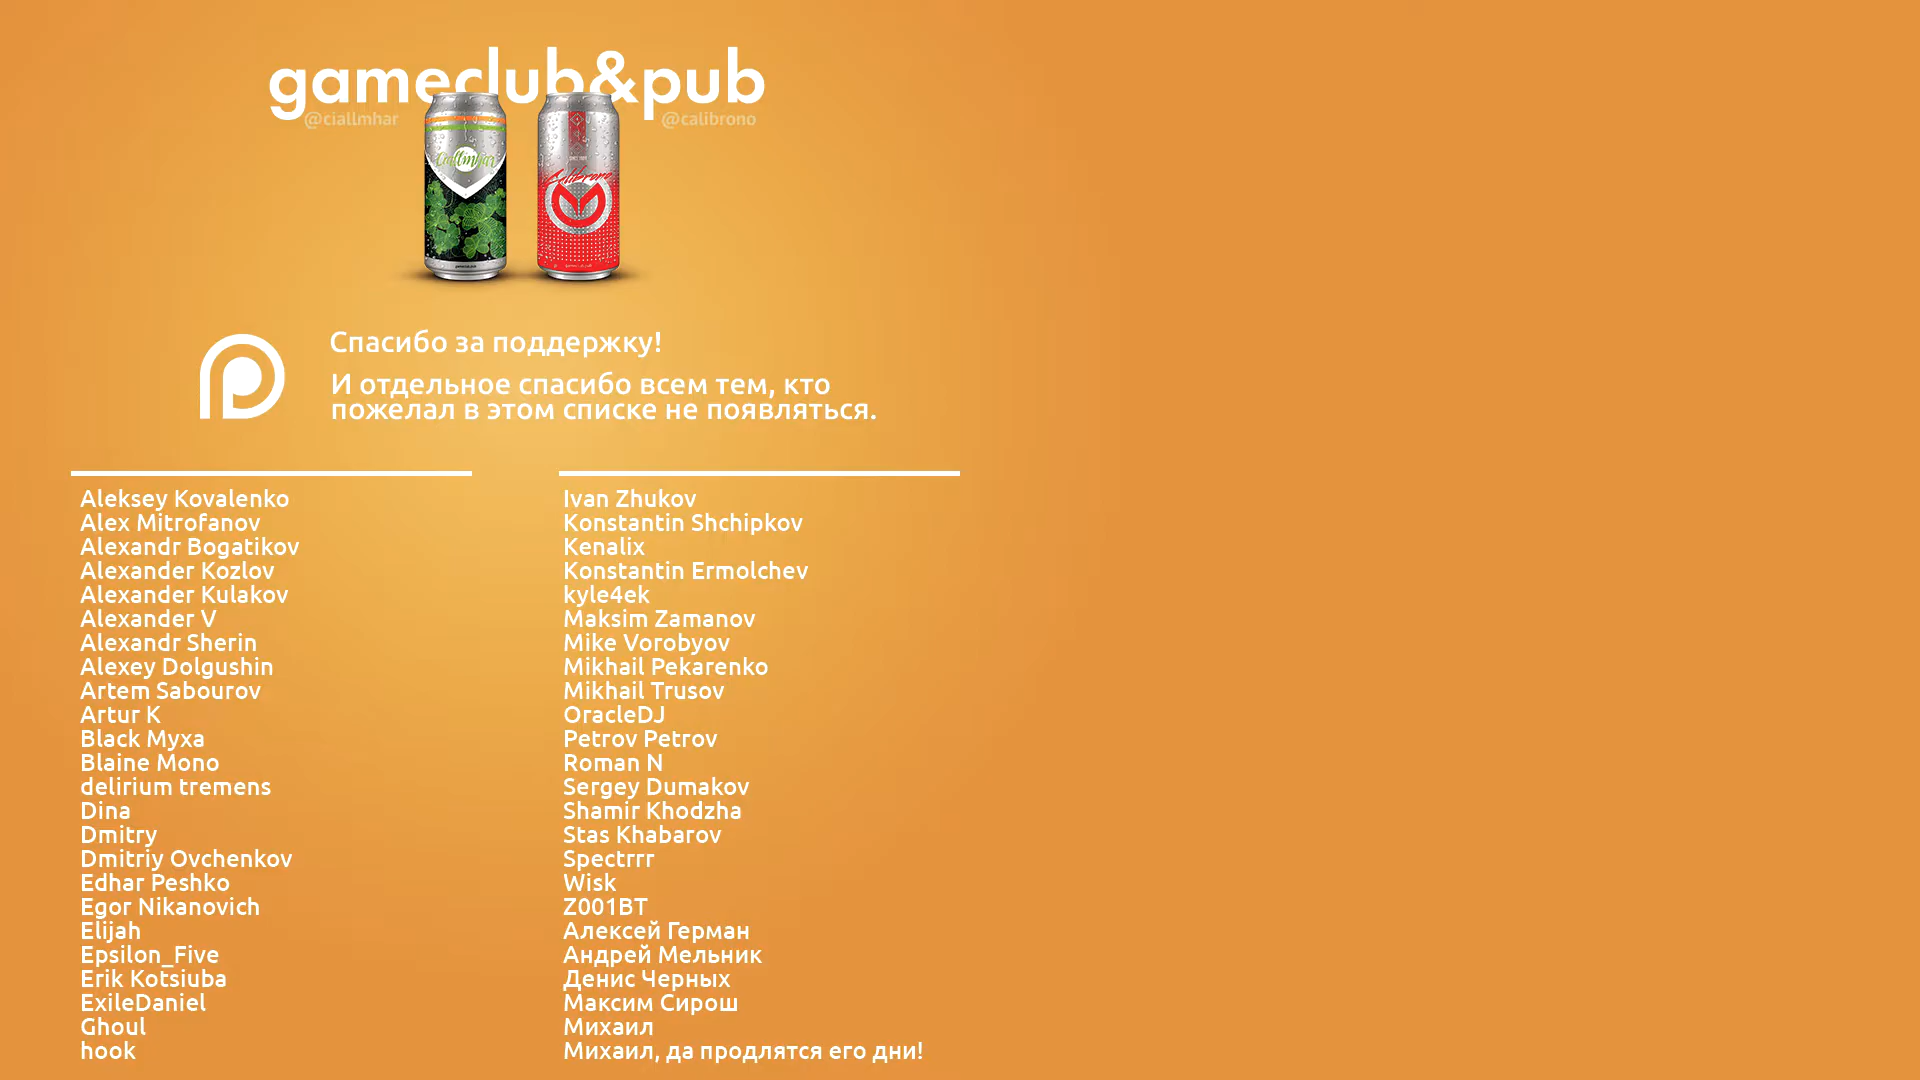 gameclub&pub
@ciallmhar
@calibrono
Calibrono
Спасибо за поддержку!
И отдельное спасибо всем тем, кто
пожелал в этом списке не появляться.
Aleksey Kovalenko
Alex Mitrofanov
Alexandr Bogatikov
Alexander Kozlov
Alexander Kulakov
Alexander V
Alexandr Sherin
Alexey Dolgushin
Artem Sabourov
Artur K
Black Myxa
Blaine Mono
delirium tremens
Dina
Dmitry
Dmitriy Ovchenkov
Edhar Peshko
Egor Nikanovich
Elijah
Epsilon_Five
Erik Kotsiuba
ExileDaniel
Ghoul
hook
Ivan Zhukov
Konstantin Shchipkov
Kenalix
Konstantin Ermolchev
kyle4ek
Maksim Zamanov
Mike Vorobyov
Mikhail Pekarenko
Mikhail Trusov
OracleDJ
Petrov Petrov
Roman N
Sergey Dumakov
Shamir Khodzha
Stas Khabarov
Spectrrr
Wisk
Z001BT
Алексей Герман
Андрей Мельник
Денис Черных
Максим Сирош
Михаил
Михаил, да продлятся его дни!